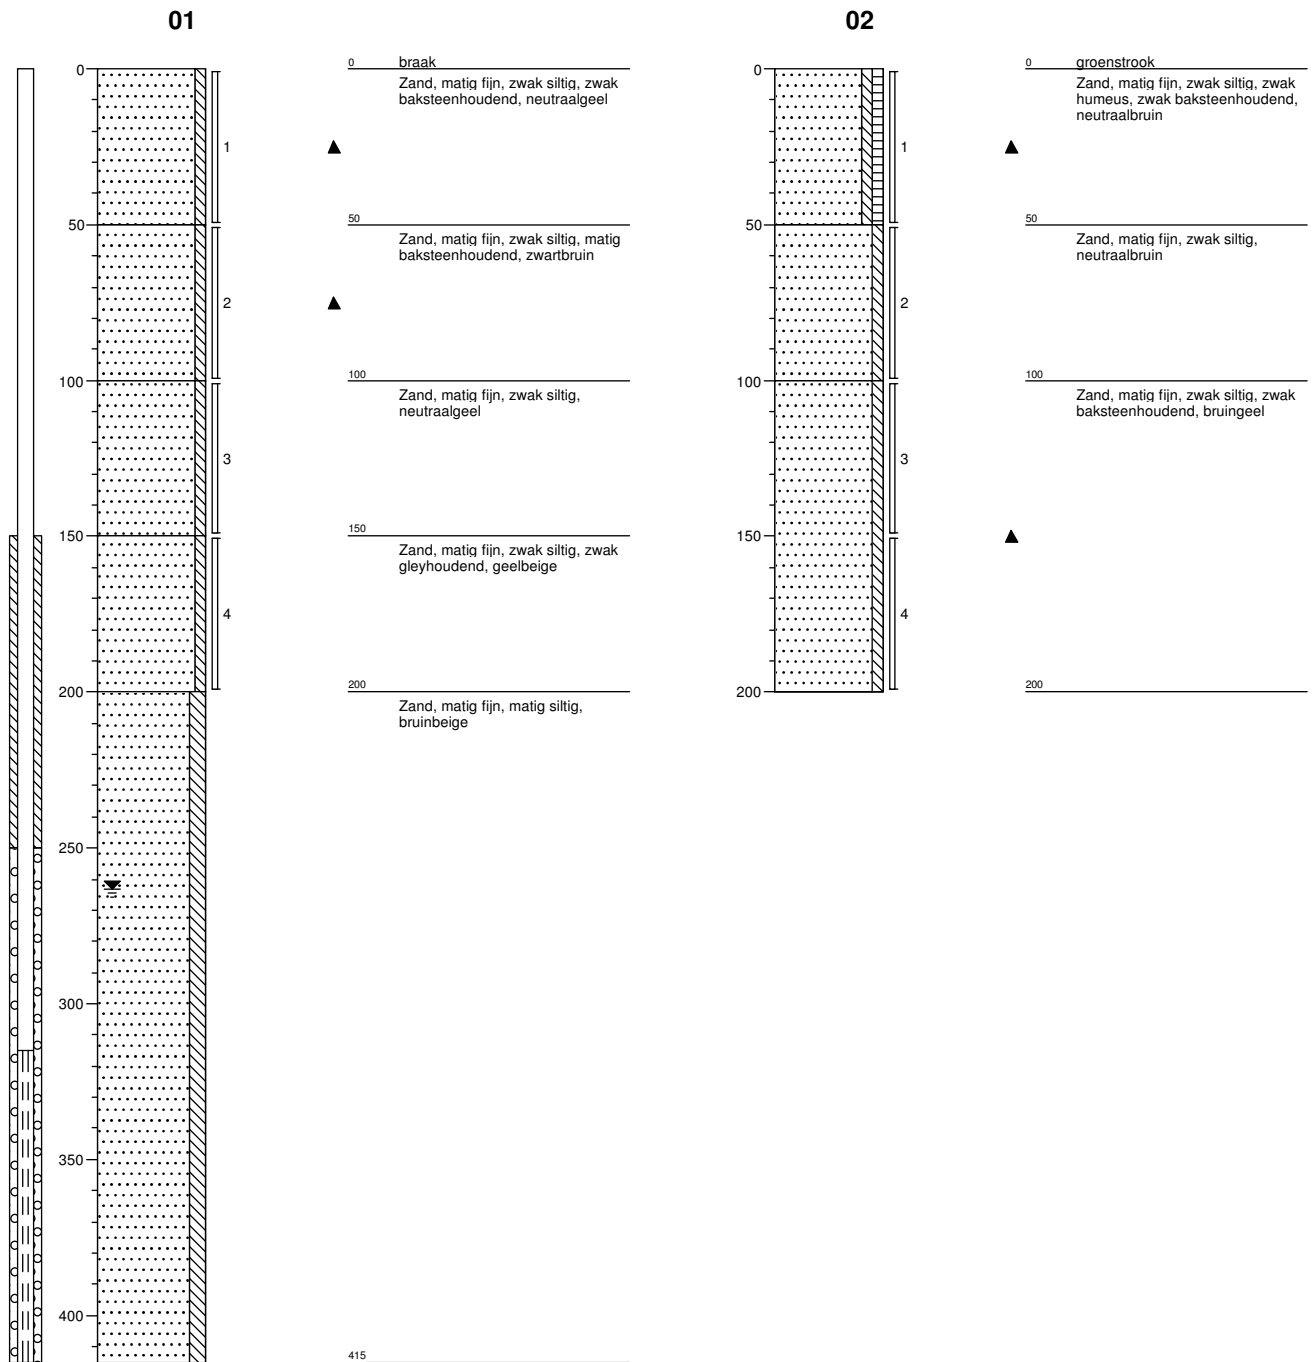 01
0
50
100
150
200
250
300
350
400
1
2
3
4
0 braak
Zand, matig fijn, zwak siltig, zwak
baksteenhoudend, neutraalgeel
50
Zand, matig fijn, zwak siltig, matig
baksteenhoudend, zwartbruin
100
Zand, matig fijn, zwak siltig,
neutraalgeel
150
Zand, matig fijn, zwak siltig, zwak
gleyhoudend, geelbeige
200
Zand, matig fijn, matig siltig,
bruinbeige
415
02
0
50
100
150
200
1
2
3
4
0 groenstrook
Zand, matig fijn, zwak siltig, zwak
humeus, zwak baksteenhoudend,
neutraalbruin
50
Zand, matig fijn, zwak siltig,
neutraalbruin
100
Zand, matig fijn, zwak siltig, zwak
baksteenhoudend, bruingeel
200